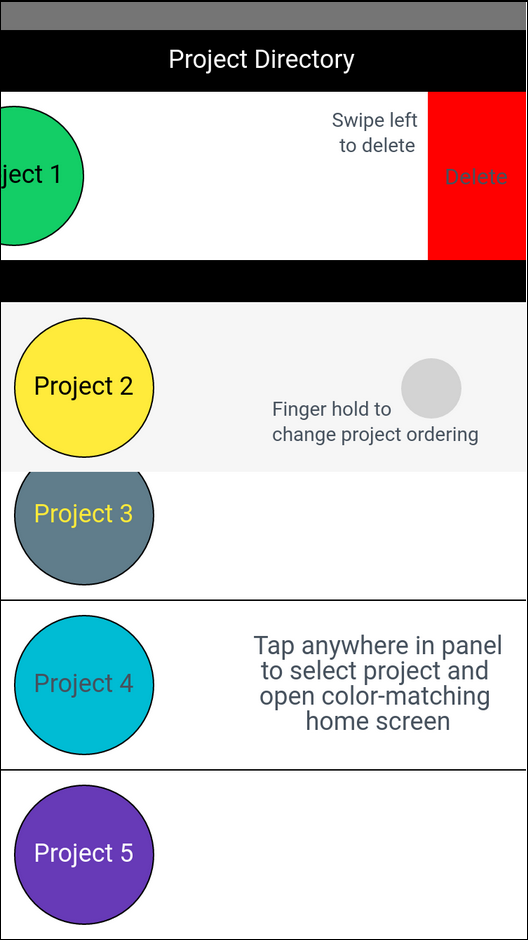 Project Directory
Swipe left
to delete
ject 1
Delete
Project 2
Finger hold to
change project ordering
Project 3
Project 4
Tap anywhere in panel
to select project and
open color-matching
home screen
Project 5